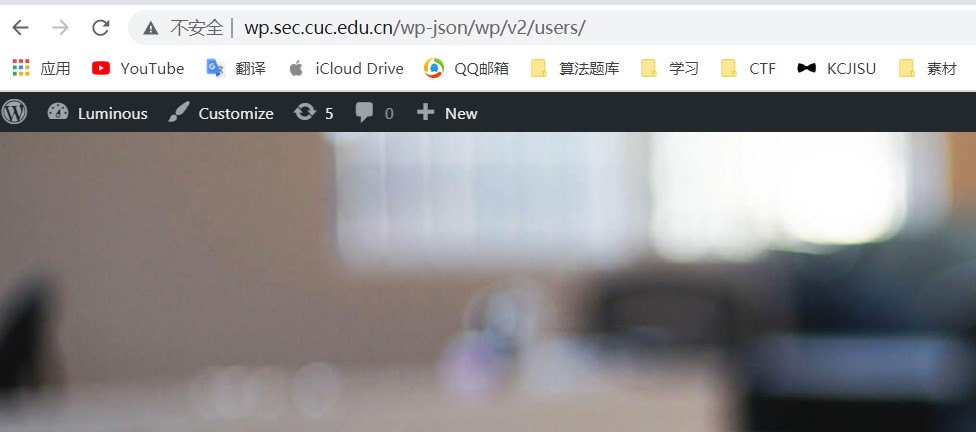 不安全 | wp.sec.cuc.edu.cn/wp-json/wp/v2/users/
应用 YouTube 翻译 iCloud Drive QQ邮箱 算法题库 学习 CTF KCJISU 素材
Luminous Customize 5 0 New